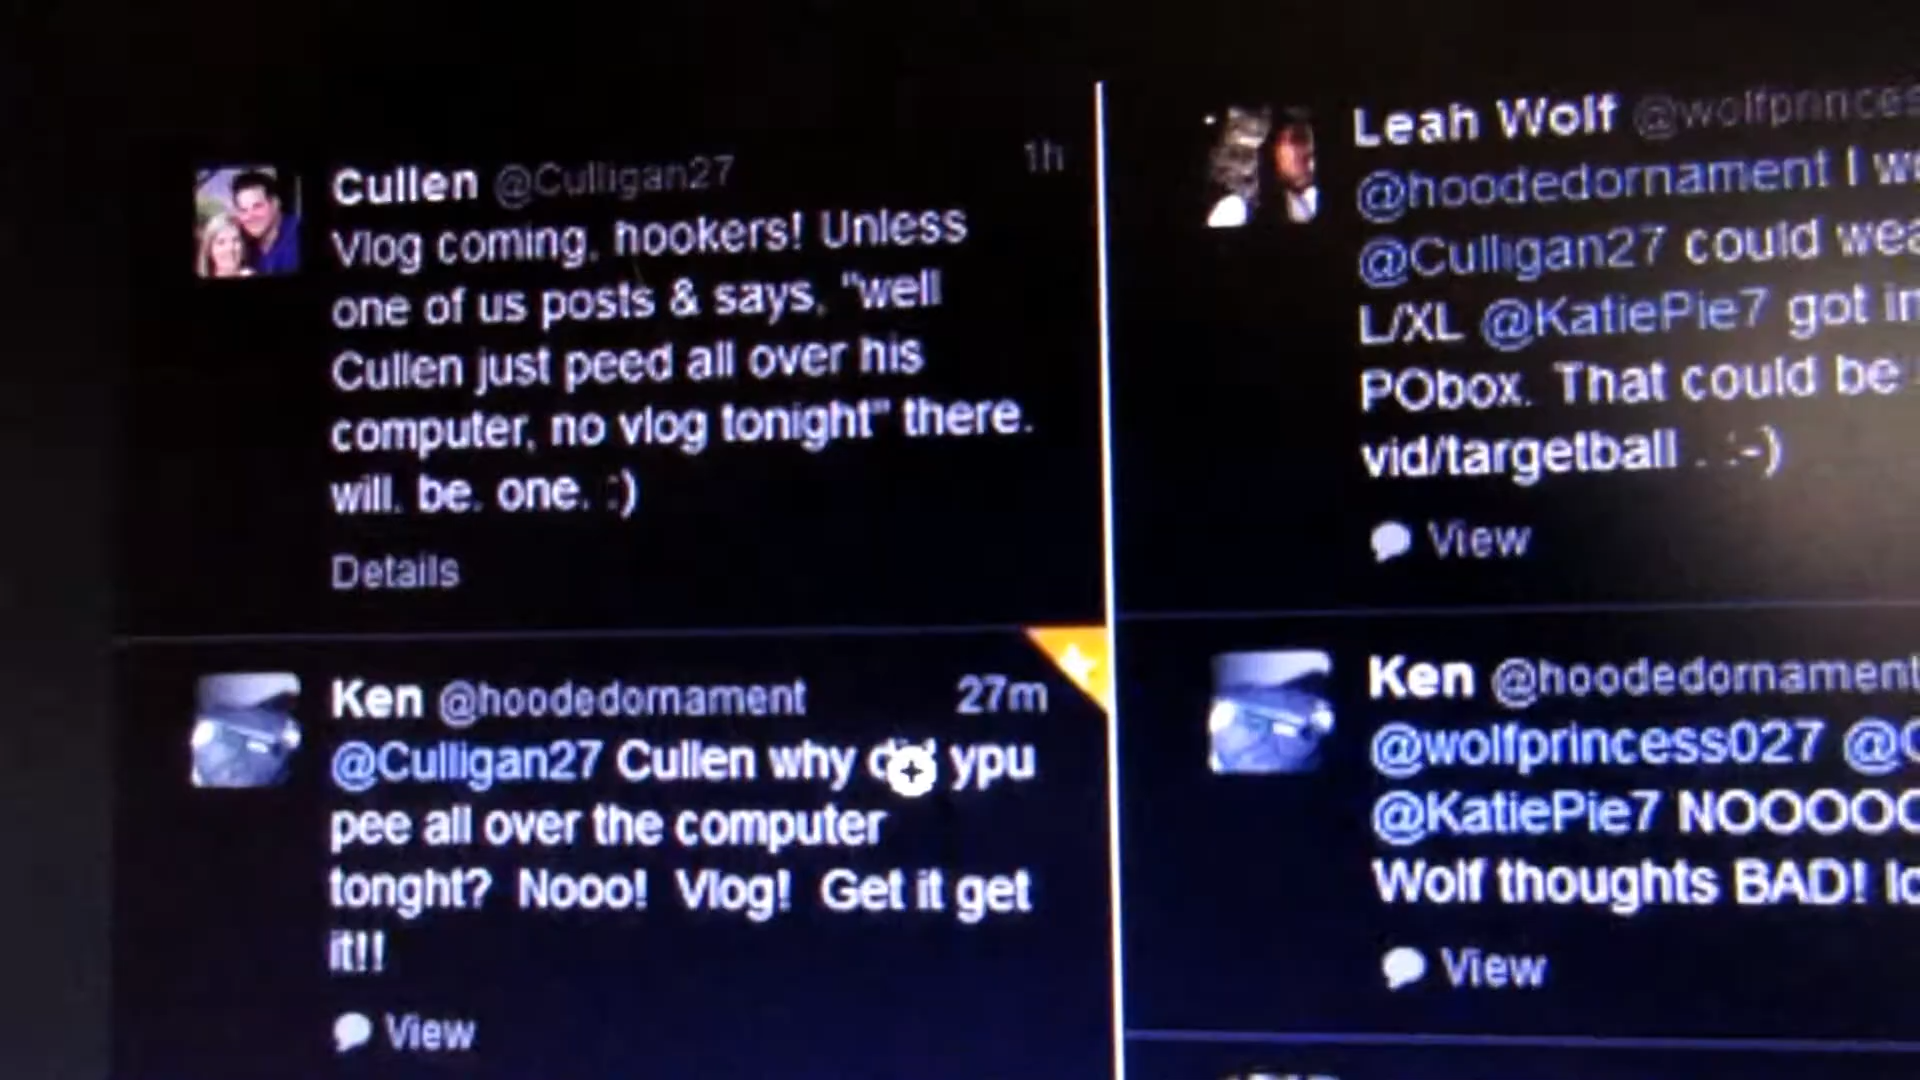 Cullen @Culligan27 1h
Vlog coming, hookers! Unless
one of us posts & says, "well
Cullen just peed all over his
computer, no vlog tonight" there.
will. be. one. :)
Details
Ken @hoodedornament 27m
@Culligan27 Cullen why did ypu
pee all over the computer
tonght? Nooo! Vlog! Get it get
it!!
View
Leah Wolf @wolfprinces
@hoodedornament I
@Culligan27 could
L/XL @KatiePie7 got
PObox. That could be
vid/targetball . :-)
View
Ken @hoodedornament
@wolfprincess027
@KatiePie7 NOOOOO
Wolf thoughts BAD!
View